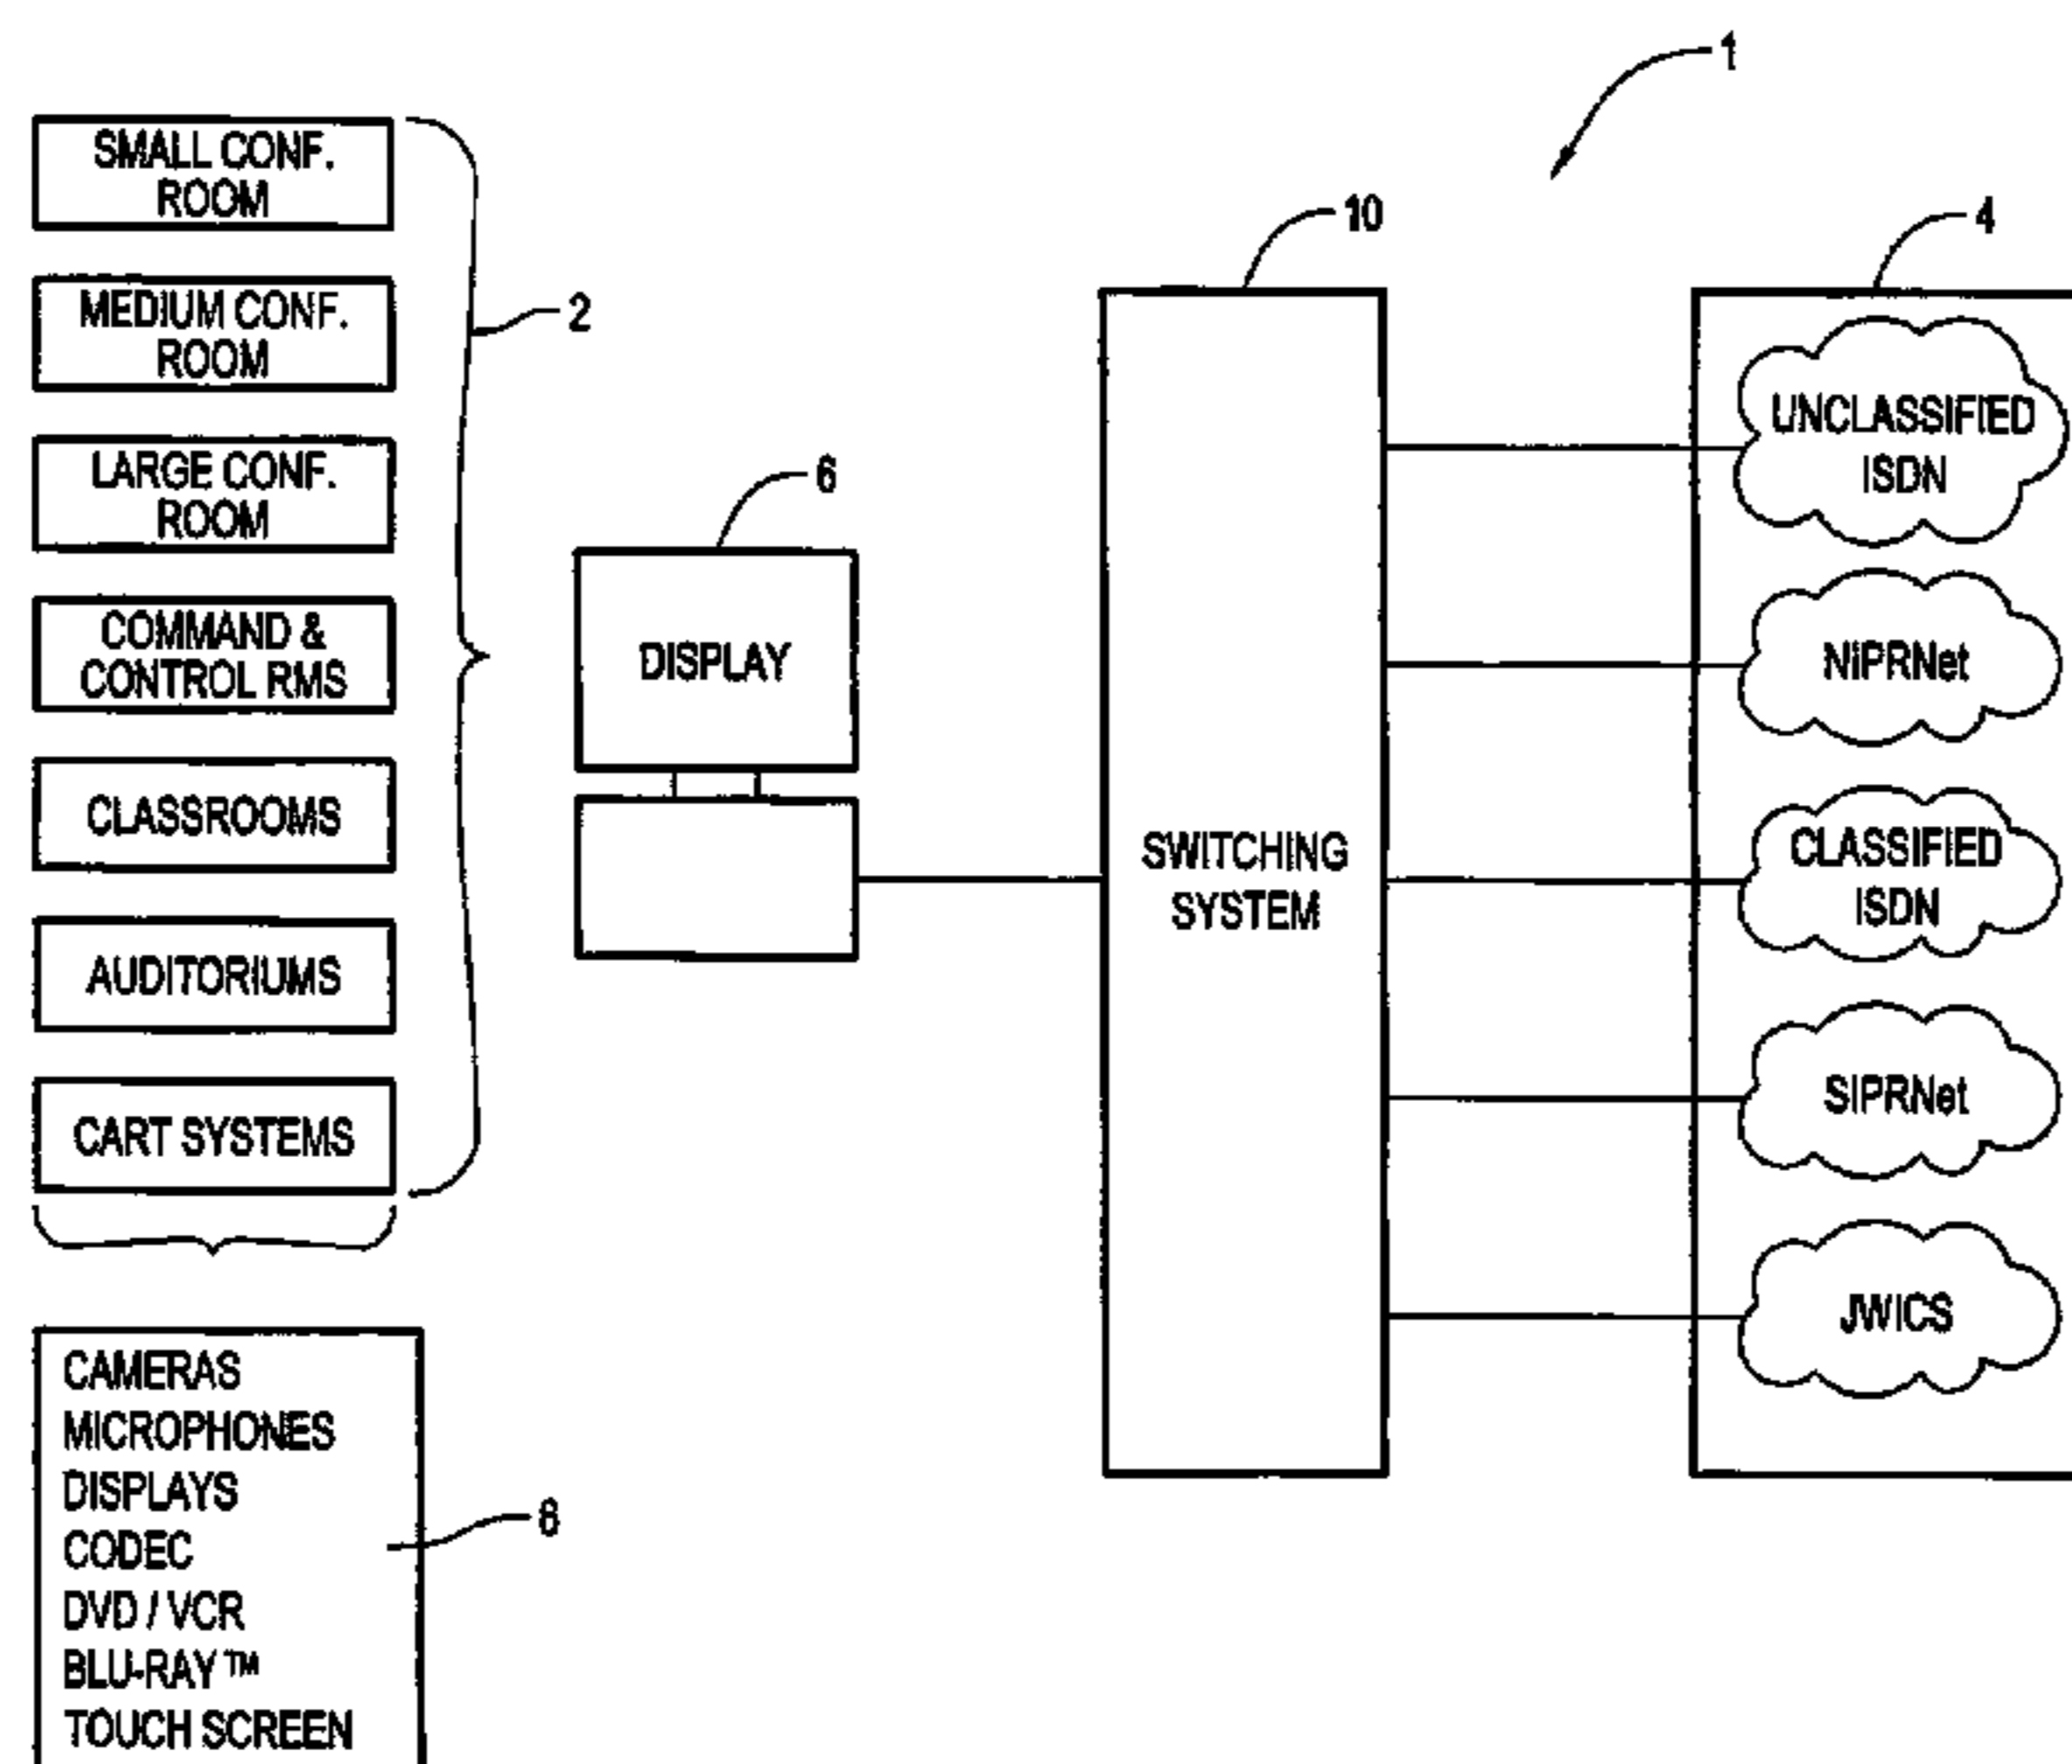 1
SMALL CONF.
ROOM
10
4
MEDIUM CONF.
ROOM
2
UNCLASSIFIED
ISDN
LARGE CONF.
ROOM
6
COMMAND &
CONTROL RMS
DISPLAY
NiPRNet
CLASSROOMS
SWITCHING
SYSTEM
CLASSIFIED
ISDN
AUDITORIUMS
CART SYSTEMS
SIPRNet
JWICS
CAMERAS
MICROPHONES
DISPLAYS
CODEC
DVD / VCR
BLU-RAY™
TOUCH SCREEN
8